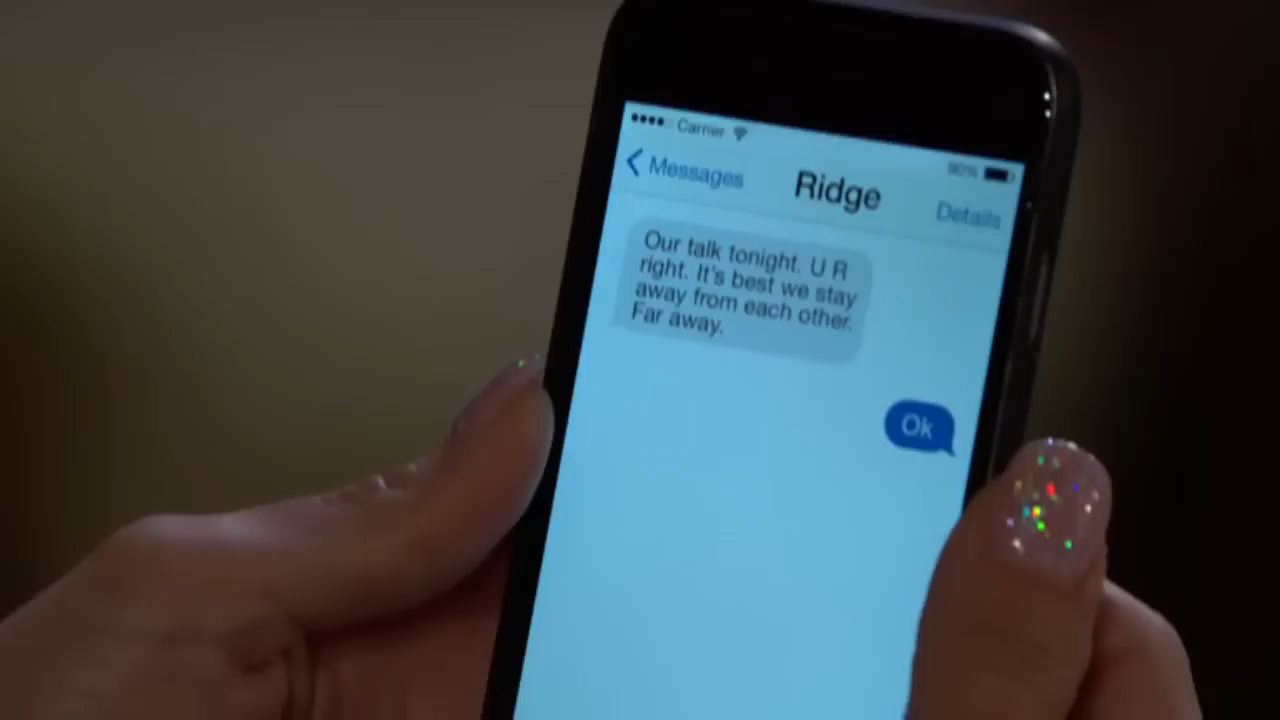 Carrier
90%
Messages
Ridge
Details
Our talk tonight. U R
right. It's best we stay
away from each other.
Far away.
Ok